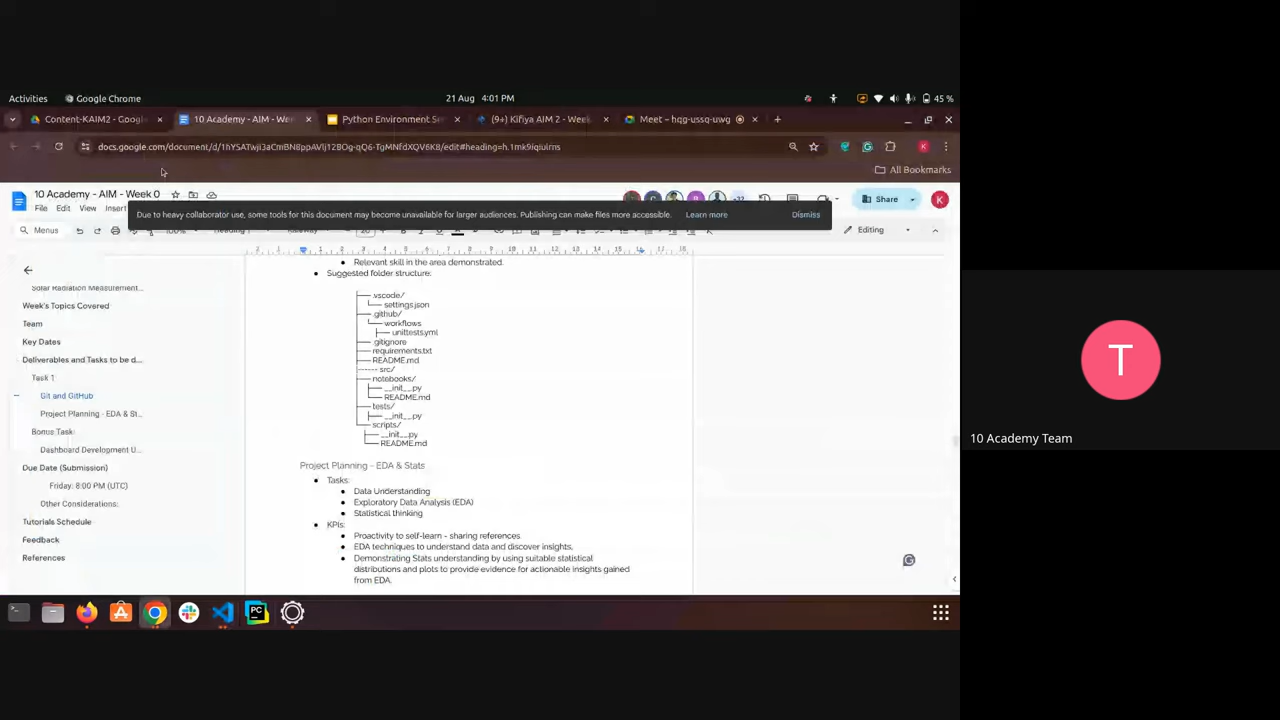 Activities
Google Chrome
21 Aug 4:01 PM
45 %
Content-KAIM2 - Google
10 Academy - AIM - Wee
Python Environment Se
(9+) Kifiya AIM 2 - Week
Meet – hqg-ussq-uwg
All Bookmarks
10 Academy - AIM - Week 0
File Edit View Insert
Share
K
Due to heavy collaborator use, some tools for this document may become unavailable for larger audiences. Publishing can make files more accessible. Learn more Dismiss
Menus
Editing
Solar Radiation Measurement...
Week's Topics Covered
Team
Key Dates
Deliverables and Tasks to be d...
Task 1
Git and GitHub
Project Planning - EDA & St...
Bonus Task:
Dashboard Development U...
Due Date (Submission)
Friday: 8:00 PM (UTC)
Other Considerations:
Tutorials Schedule
Feedback
References
Relevant skill in the area demonstrated.
Suggested folder structure:
.vscode/
settings.json
.github/
workflows
unittests.yml
.gitignore
requirements.txt
README.md
src/
notebooks/
__init__.py
README.md
tests/
__init__.py
scripts/
__init__.py
README.md
Project Planning - EDA & Stats
Tasks:
Data Understanding
Exploratory Data Analysis (EDA)
Statistical thinking
KPIs:
Proactivity to self-learn - sharing references.
EDA techniques to understand data and discover insights,
Demonstrating Stats understanding by using suitable statistical
distributions and plots to provide evidence for actionable insights gained
from EDA.
T
10 Academy Team